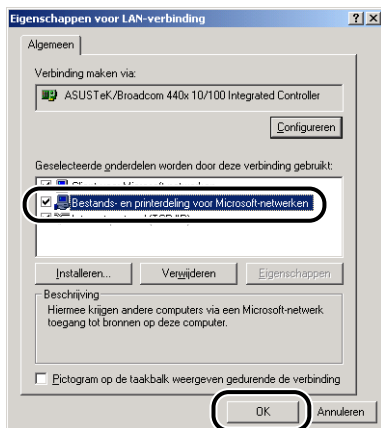 Eigenschappen voor LAN-verbinding
Algemeen
Verbinding maken via:
ASUSTeK/Broadcom 440x 10/100 Integrated Controller
Configureren
Geselecteerde onderdelen worden door deze verbinding gebruikt:
Bestands- en printerdeling voor Microsoft-netwerken
Installeren...
Verwijderen
Eigenschappen
Beschrijving
Hiermee krijgen andere computers via een Microsoft-netwerk
toegang tot bronnen op deze computer.
Pictogram op de taakbalk weergeven gedurende de verbinding
OK
Annuleren